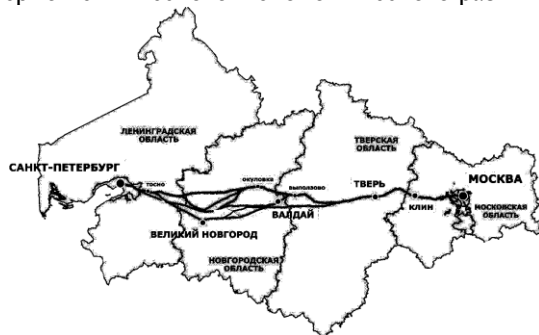 ЛЕНИНГРАДСКАЯ
ОБЛАСТЬ
САНКТ-ПЕТЕРБУРГ
ТОСНО
ВЕЛИКИЙ НОВГОРОД
НОВГОРОДСКАЯ
ОБЛАСТЬ
ОКУЛОВКА
ВАЛДАЙ
ВЫПОЛЗОВО
ТВЕРСКАЯ
ОБЛАСТЬ
ТВЕРЬ
КЛИН
МОСКВА
МОСКОВСКАЯ
ОБЛАСТЬ